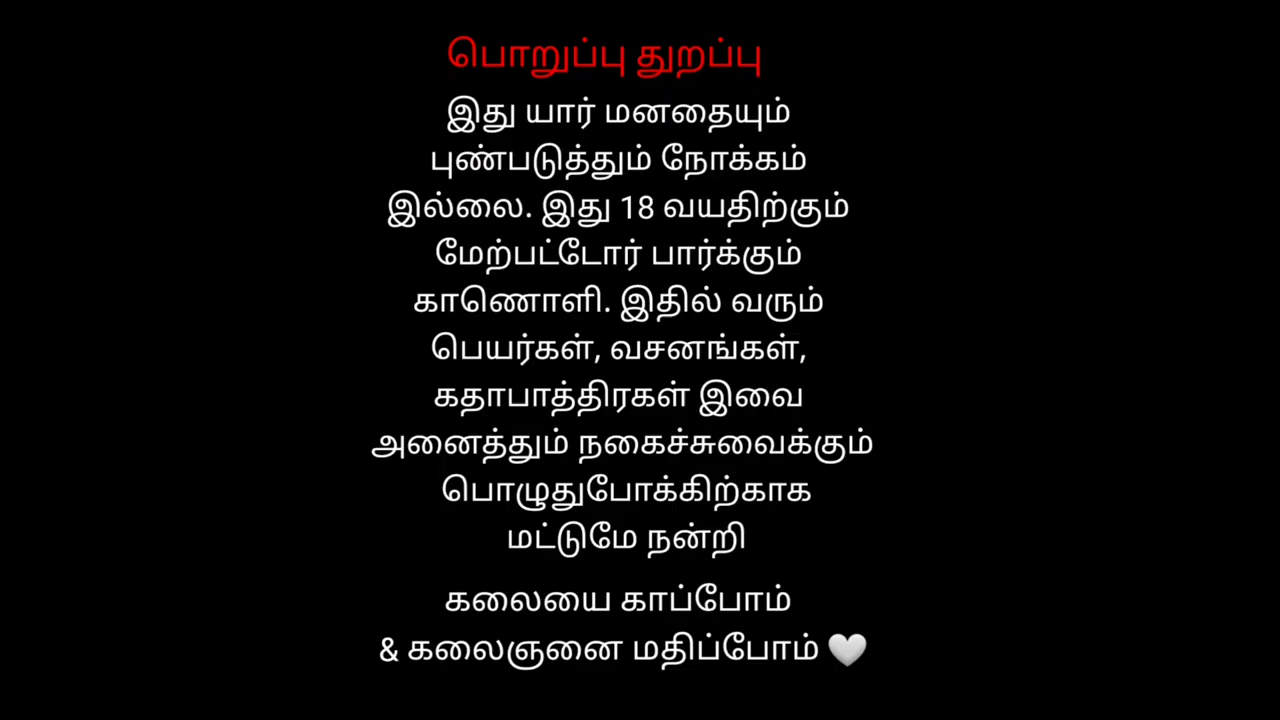 பொறுப்பு துறப்பு
இது யார் மனதையும்
புண்படுத்தும் நோக்கம்
இல்லை. இது 18 வயதிற்கும்
மேற்பட்டோர் பார்க்கும்
காணொளி. இதில் வரும்
பெயர்கள், வசனங்கள்,
கதாபாத்திரகள் இவை
அனைத்தும் நகைச்சுவைக்கும்
பொழுதுபோக்கிற்காக
மட்டுமே நன்றி
கலையை காப்போம்
& கலைஞனை மதிப்போம் 🤍